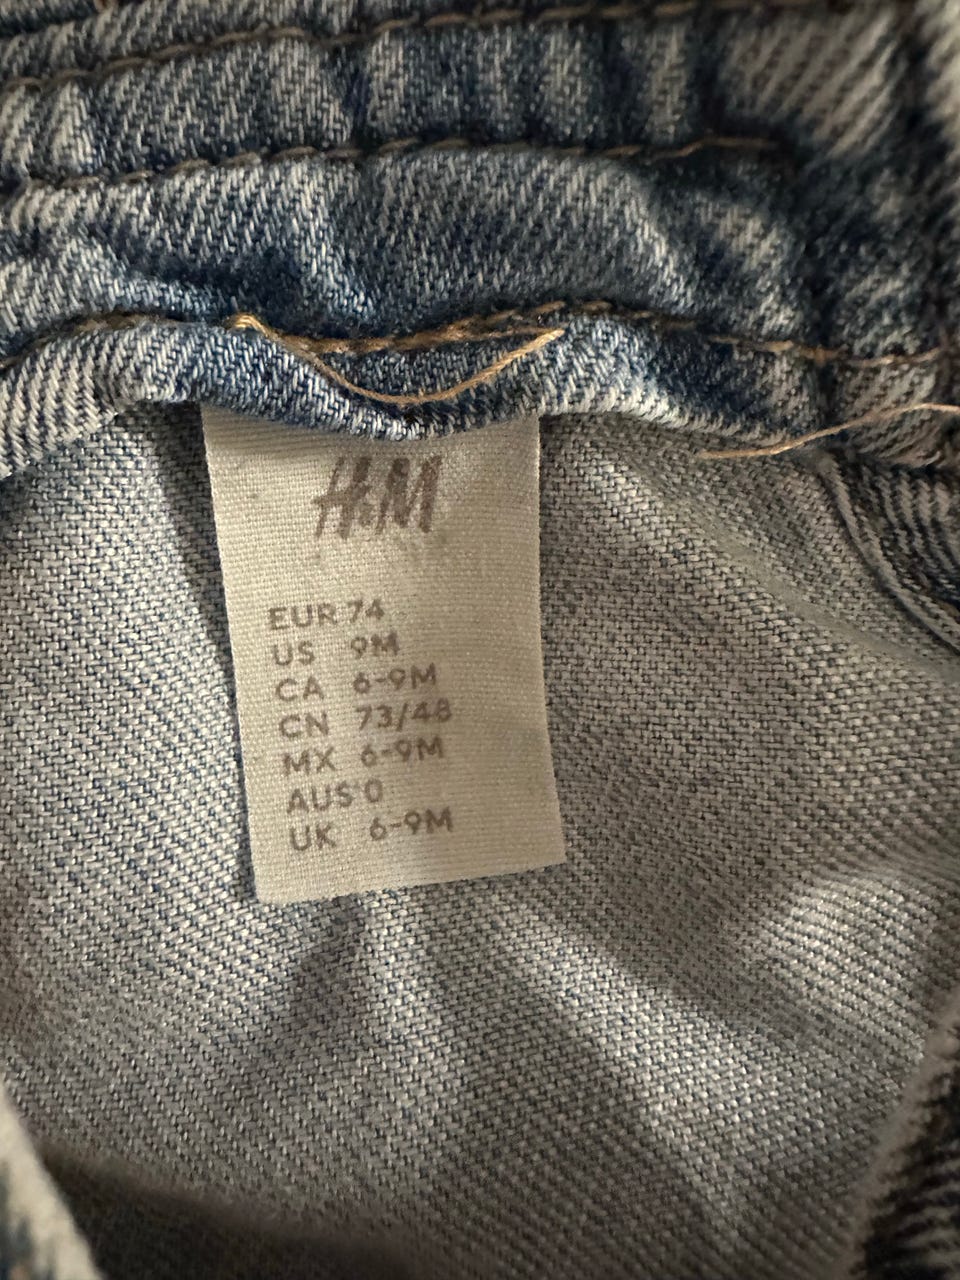 H&M
EUR 74
US 9M
CA 6-9M
CN 73/48
MX 6-9M
AUS 0
UK 6-9M